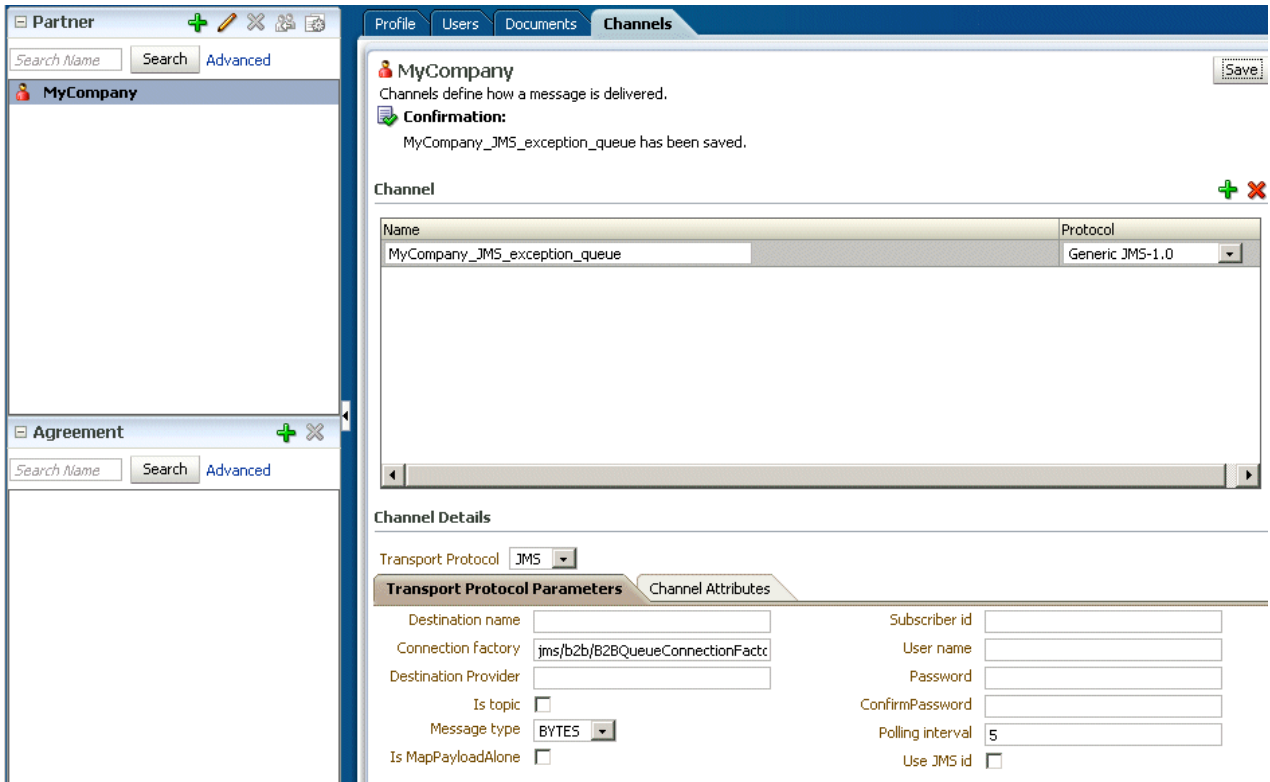 Partner
Search Name Search Advanced
MyCompany
Agreement
Search Name Search Advanced
Profile Users Documents Channels
MyCompany
Save
Channels define how a message is delivered.
Confirmation:
MyCompany_JMS_exception_queue has been saved.
Channel
Name Protocol
MyCompany_JMS_exception_queue Generic JMS-1.0
Channel Details
Transport Protocol JMS
Transport Protocol Parameters Channel Attributes
Destination name
Connection factory jms/b2b/B2BQueueConnectionFacto
Destination Provider
Is topic
Message type BYTES
Is MapPayloadAlone
Subscriber id
User name
Password
ConfirmPassword
Polling interval 5
Use JMS id